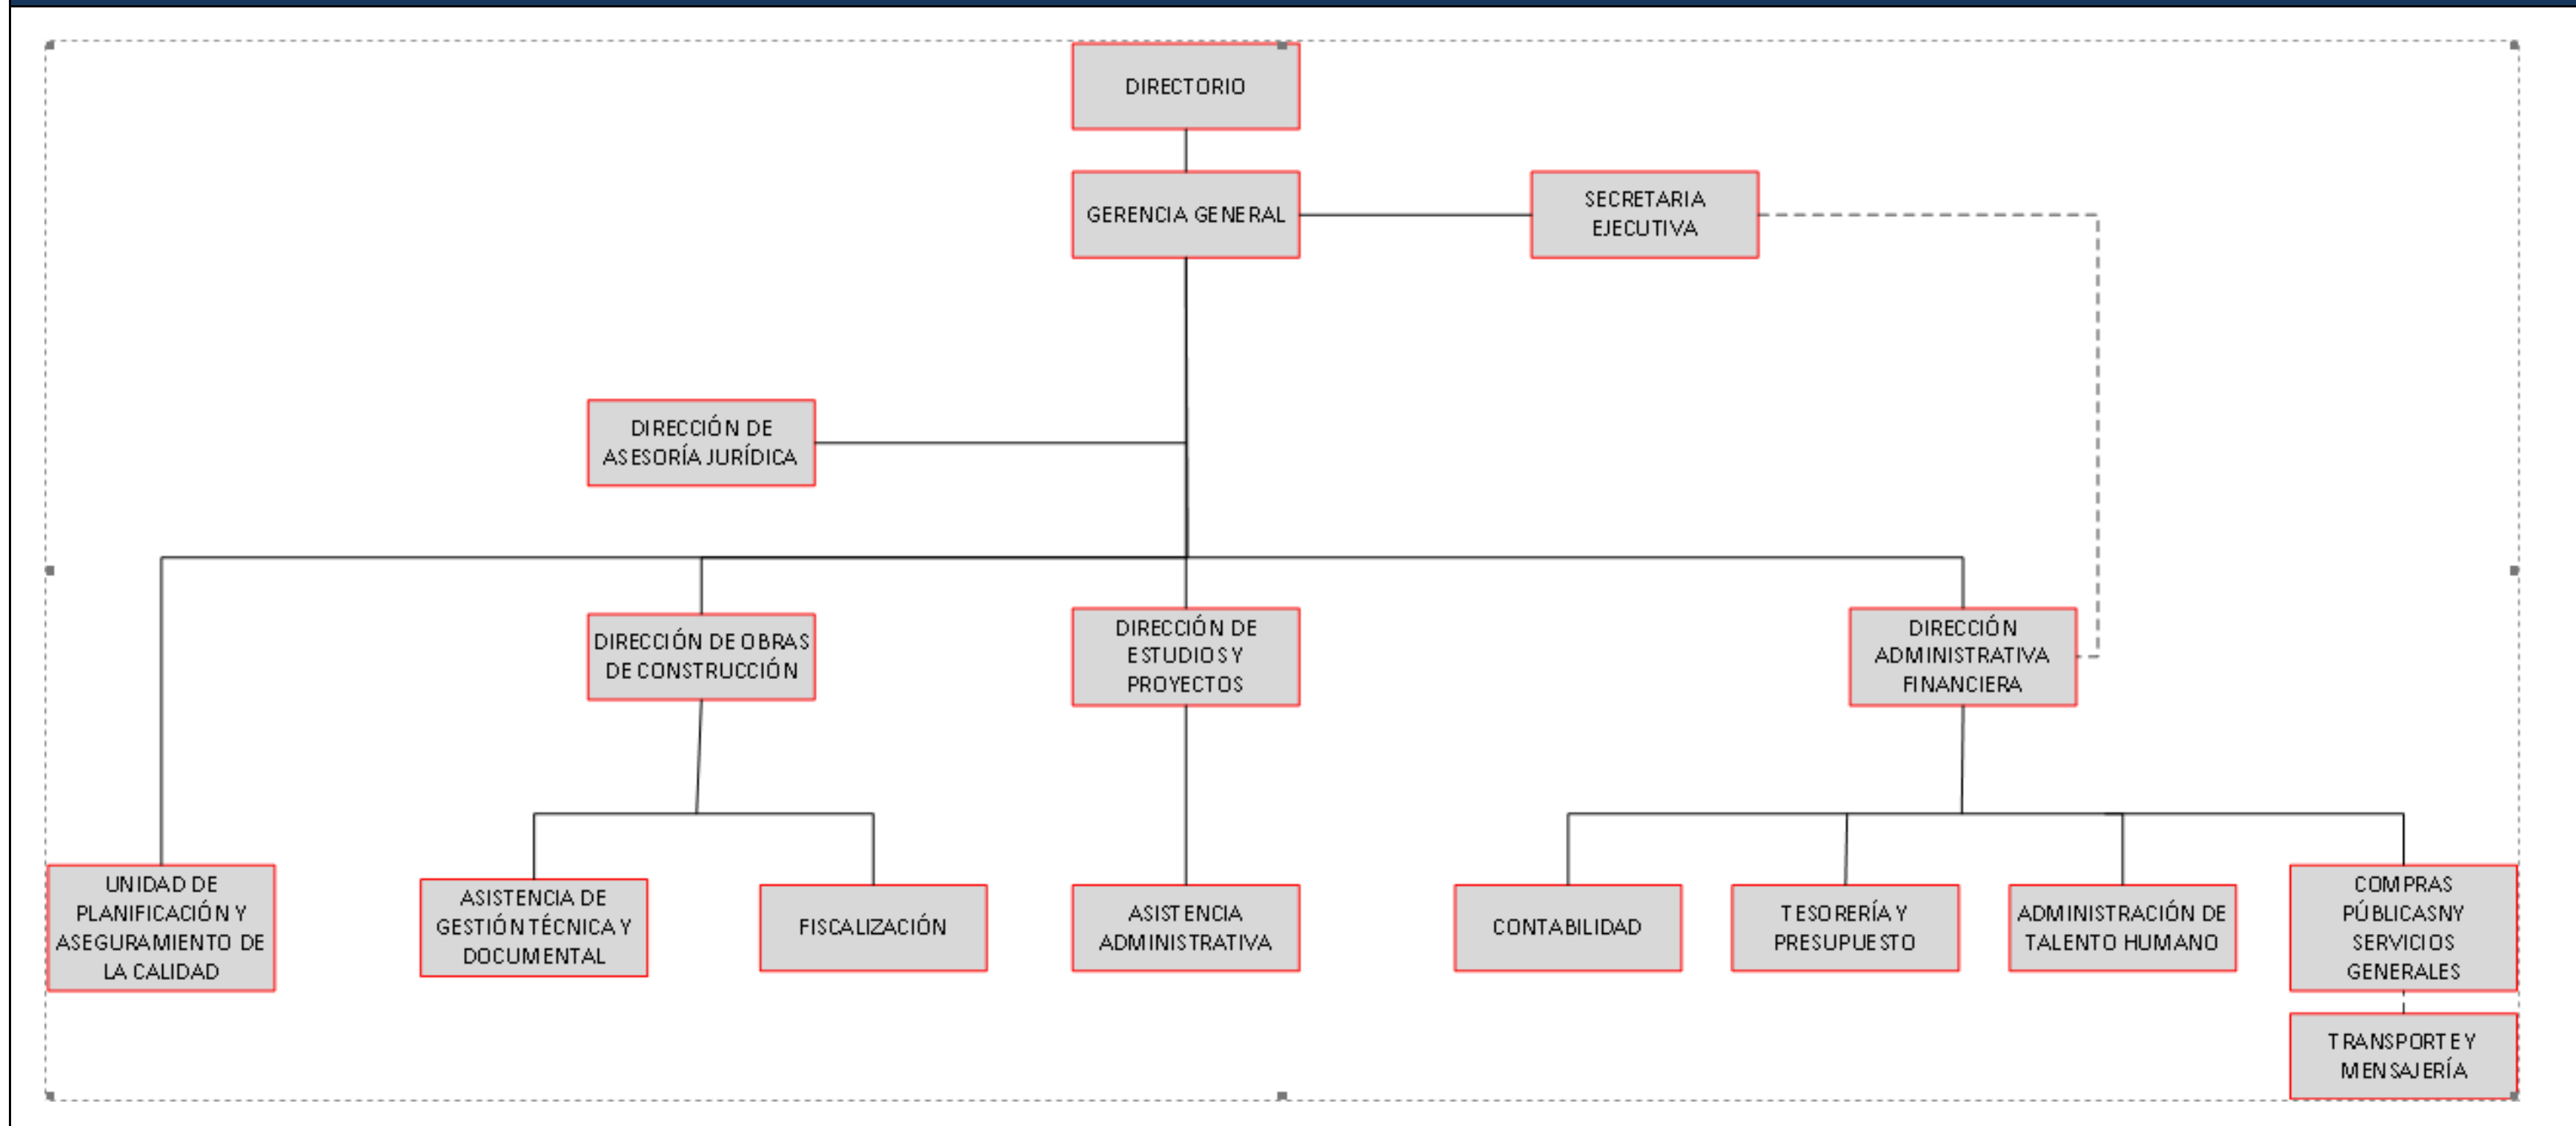 DIRECTORIO
GERENCIA GENERAL
SECRETARIA
EJECUTIVA
DIRECCIÓN DE
ASESORÍA JURÍDICA
DIRECCIÓN DE OBRAS
DE CONSTRUCCIÓN
DIRECCIÓN DE
ESTUDIOS Y
PROYECTOS
DIRECCIÓN
ADMINISTRATIVA
FINANCIERA
UNIDAD DE
PLANIFICACIÓN Y
ASEGURAMIENTO DE
LA CALIDAD
ASISTENCIA DE
GESTIÓN TÉCNICA Y
DOCUMENTAL
FISCALIZACIÓN
ASISTENCIA
ADMINISTRATIVA
CONTABILIDAD
TESORERÍA Y
PRESUPUESTO
ADMINISTRACIÓN DE
TALENTO HUMANO
COMPRAS
PÚBLICASNY
SERVICIOS
GENERALES
TRANSPORTE Y
MENSAJERÍA